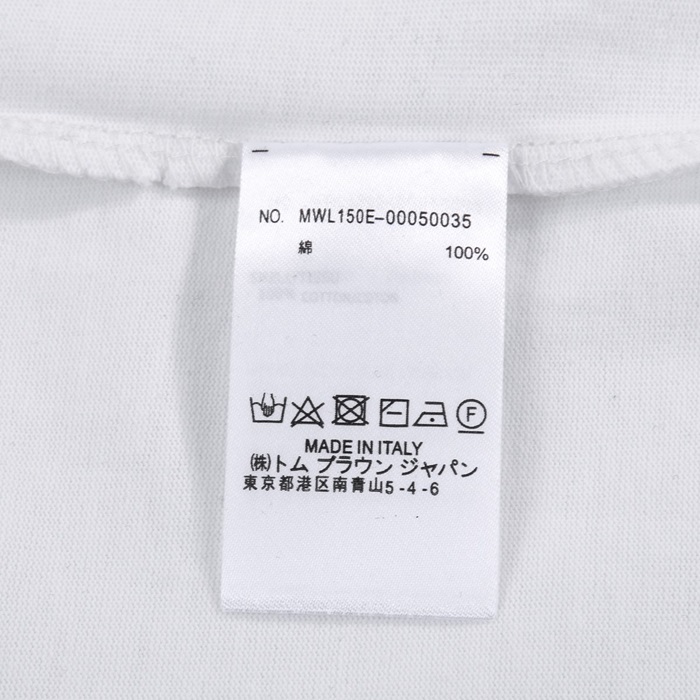 NO. MWL150E-00050035
綿 100%
F
MADE IN ITALY
㈱トム ブラウン ジャパン
東京都港区南青山5-4-6